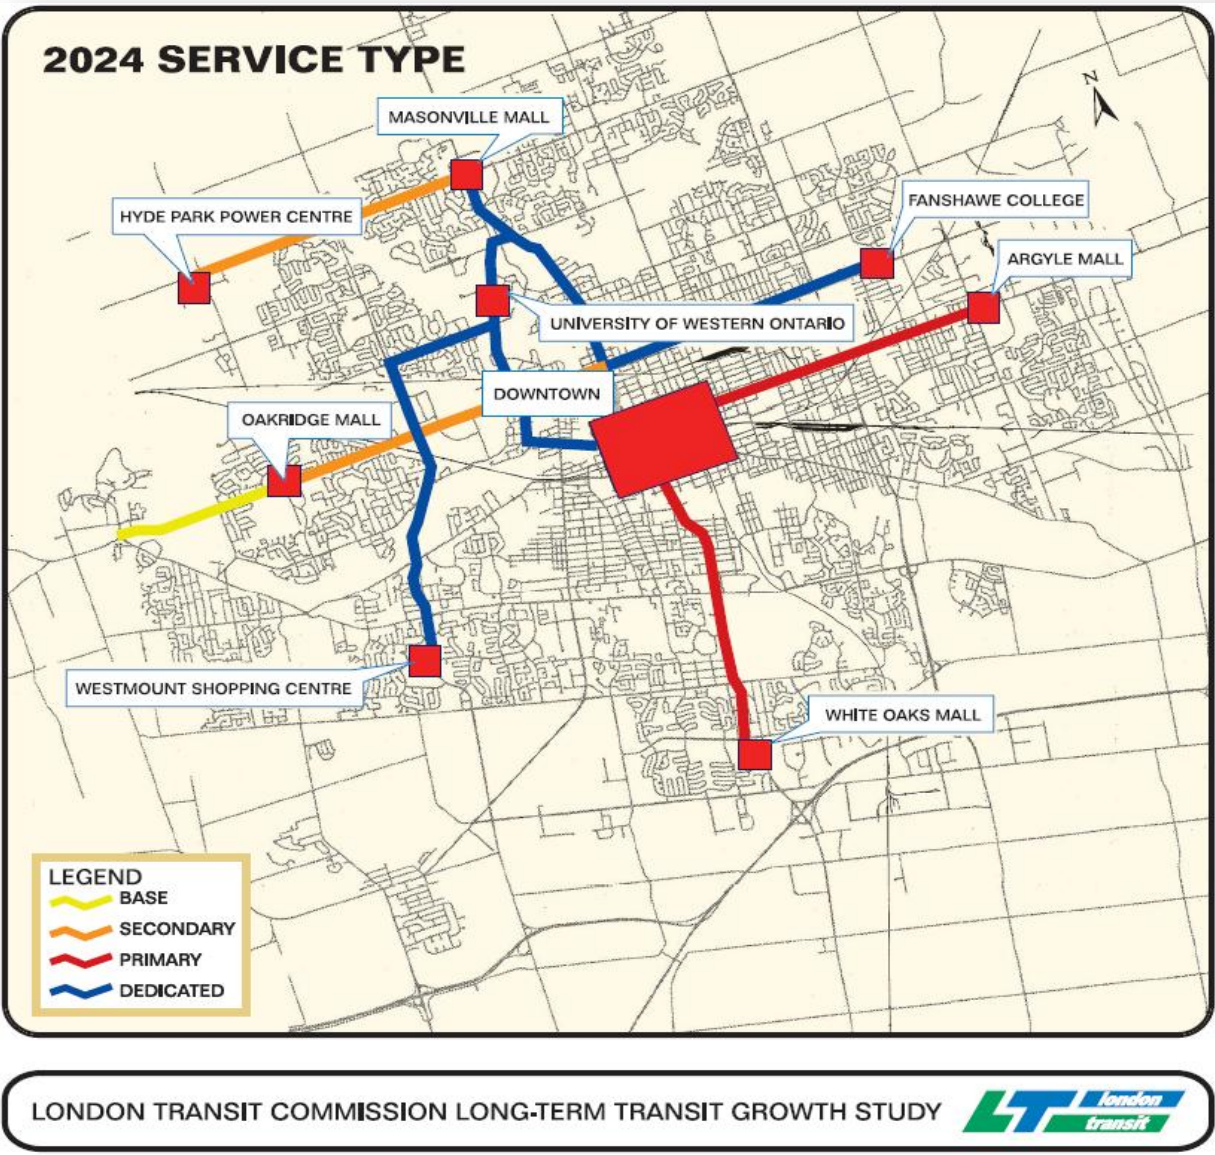 2024 SERVICE TYPE
N
MASONVILLE MALL
HYDE PARK POWER CENTRE
FANSHAWE COLLEGE
ARGYLE MALL
UNIVERSITY OF WESTERN ONTARIO
DOWNTOWN
OAKRIDGE MALL
WESTMOUNT SHOPPING CENTRE
WHITE OAKS MALL
LEGEND
BASE
SECONDARY
PRIMARY
DEDICATED
LONDON TRANSIT COMMISSION LONG-TERM TRANSIT GROWTH STUDY
LT london
transit